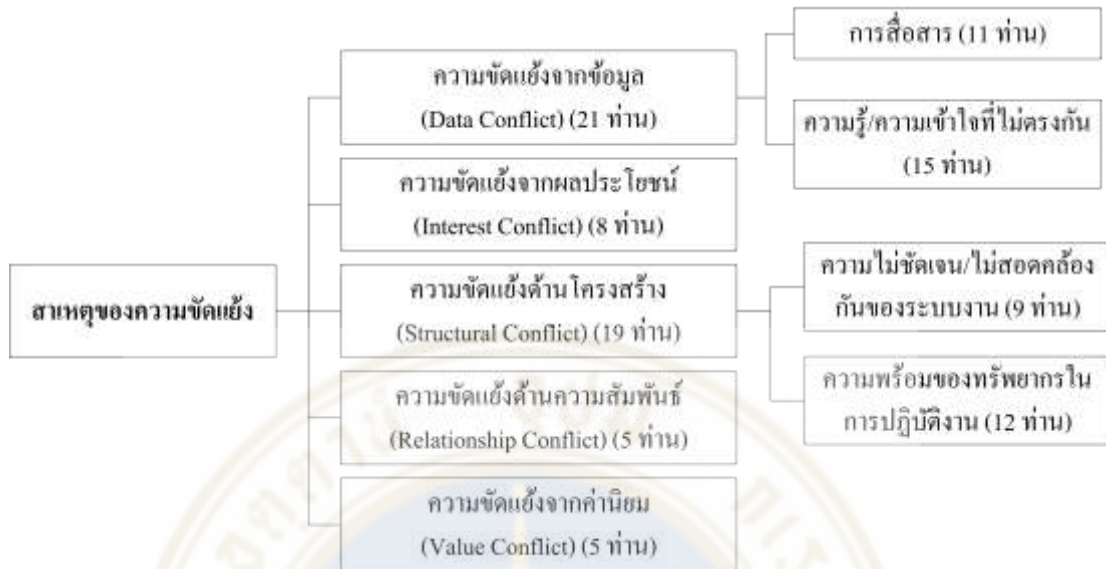 สาเหตุของความขัดแย้ง
ความขัดแย้งจากข้อมูล
(Data Conflict) (21 ท่าน)
การสื่อสาร (11 ท่าน)
ความรู้/ความเข้าใจที่ไม่ตรงกัน
(15 ท่าน)
ความขัดแย้งจากผลประโยชน์
(Interest Conflict) (8 ท่าน)
ความขัดแย้งด้านโครงสร้าง
(Structural Conflict) (19 ท่าน)
ความไม่ชัดเจน/ไม่สอดคล้อง
กันของระบบงาน (9 ท่าน)
ความพร้อมของทรัพยากรใน
การปฏิบัติงาน (12 ท่าน)
ความขัดแย้งด้านความสัมพันธ์
(Relationship Conflict) (5 ท่าน)
ความขัดแย้งจากค่านิยม
(Value Conflict) (5 ท่าน)